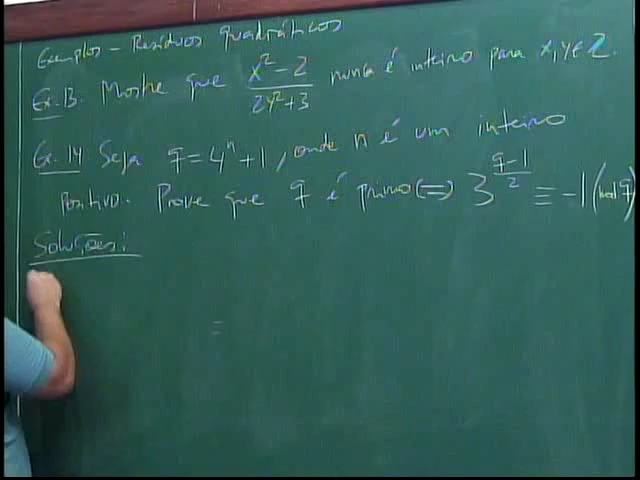 Exemplos - Resíduos quadráticos
Ex. 13. Mostre que (x²-2)/(2y²+3) nunca é inteiro para x, y ∈ Z.
Ex. 14 Seja q = 4ⁿ+1, onde n é um inteiro
positivo. Prove que q é primo (=) 3^((q-1)/2) ≡ -1 (mod q)
Soluções:
=